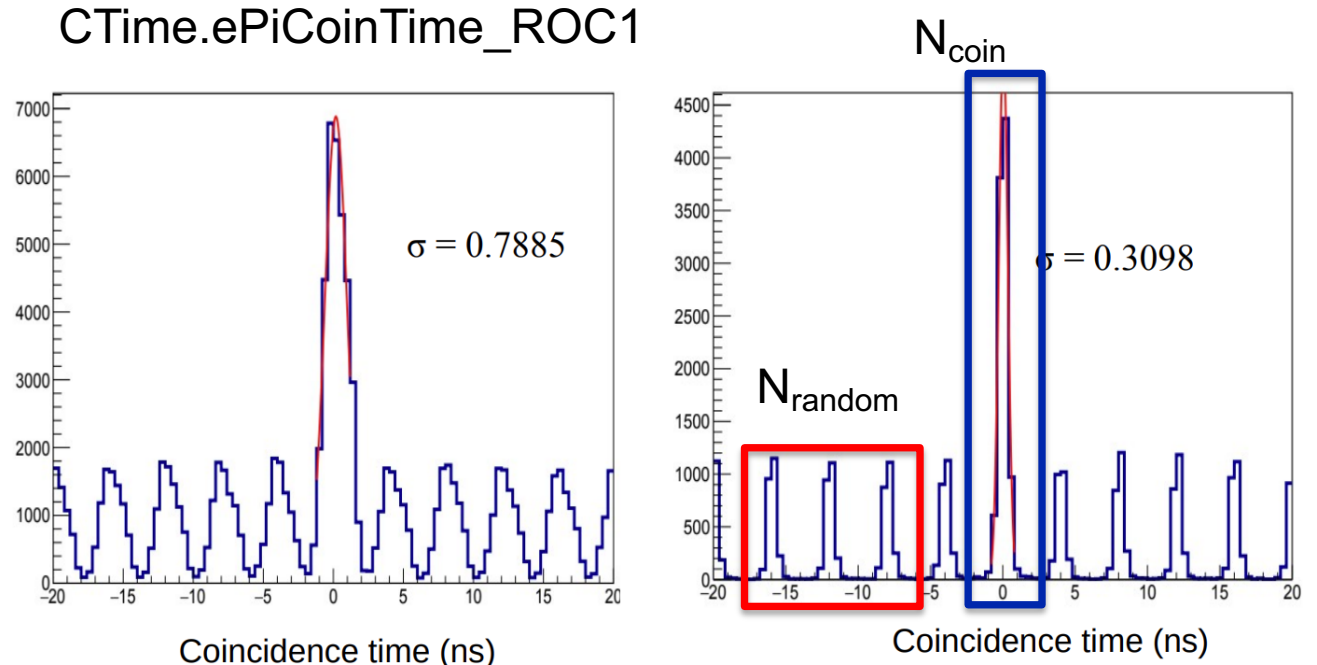 CTime.ePiCoinTime_ROC1
7000
6000
5000
4000
3000
2000
1000
0
σ = 0.7885
−20 −15 −10 −5 0 5 10 15 20
Coincidence time (ns)
N_coin
4500
4000
3500
3000
2500
2000
1500
1000
500
0
σ = 0.3098
N_random
−20 −15 −10 −5 0 5 10 15 20
Coincidence time (ns)